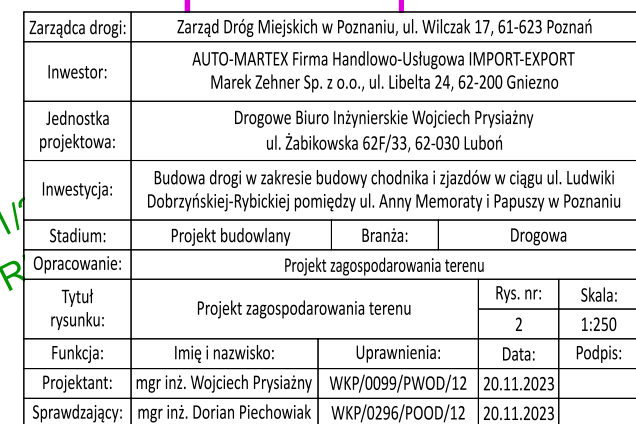 Zarządca drogi: Zarząd Dróg Miejskich w Poznaniu, ul. Wilczak 17, 61-623 Poznań
Inwestor: AUTO-MARTEX Firma Handlowo-Usługowa IMPORT-EXPORT
Marek Zehner Sp. z o.o., ul. Libelta 24, 62-200 Gniezno
Jednostka projektowa: Drogowe Biuro Inżynierskie Wojciech Prysiażny
ul. Żabikowska 62F/33, 62-030 Luboń
Inwestycja: Budowa drogi w zakresie budowy chodnika i zjazdów w ciągu ul. Ludwiki
Dobrzyńskiej-Rybickiej pomiędzy ul. Anny Memoraty i Papuszy w Poznaniu
Stadium: Projekt budowlany Branża: Drogowa
Opracowanie: Projekt zagospodarowania terenu
Tytuł rysunku: Projekt zagospodarowania terenu Rys. nr: Skala:
2 1:250
Funkcja: Imię i nazwisko: Uprawnienia: Data: Podpis:
Projektant: mgr inż. Wojciech Prysiażny WKP/0099/PWOD/12 20.11.2023
Sprawdzający: mgr inż. Dorian Piechowiak WKP/0296/POOD/12 20.11.2023